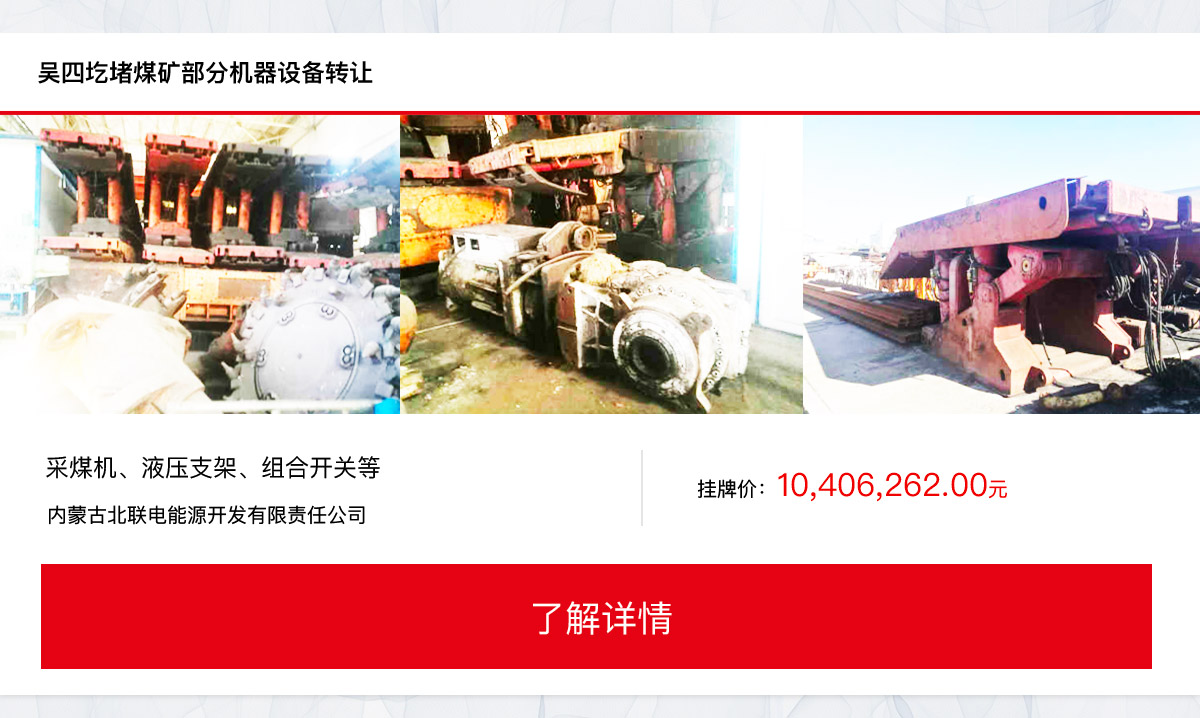 吴四圪堵煤矿部分机器设备转让
采煤机、液压支架、组合开关等
内蒙古北联电能源开发有限责任公司
挂牌价：10,406,262.00元
了解详情